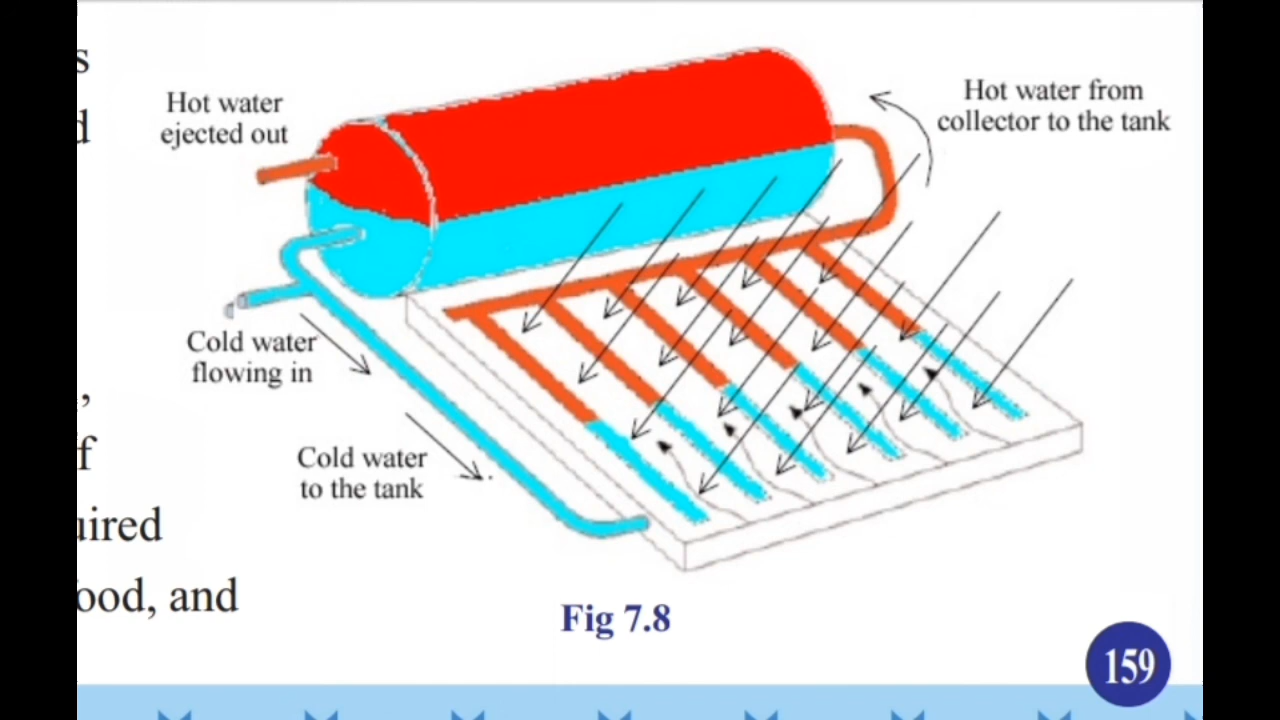 s
d
,
f
uired
ood, and
Hot water
ejected out
Hot water from
collector to the tank
Cold water
flowing in
Cold water
to the tank
Fig 7.8
159